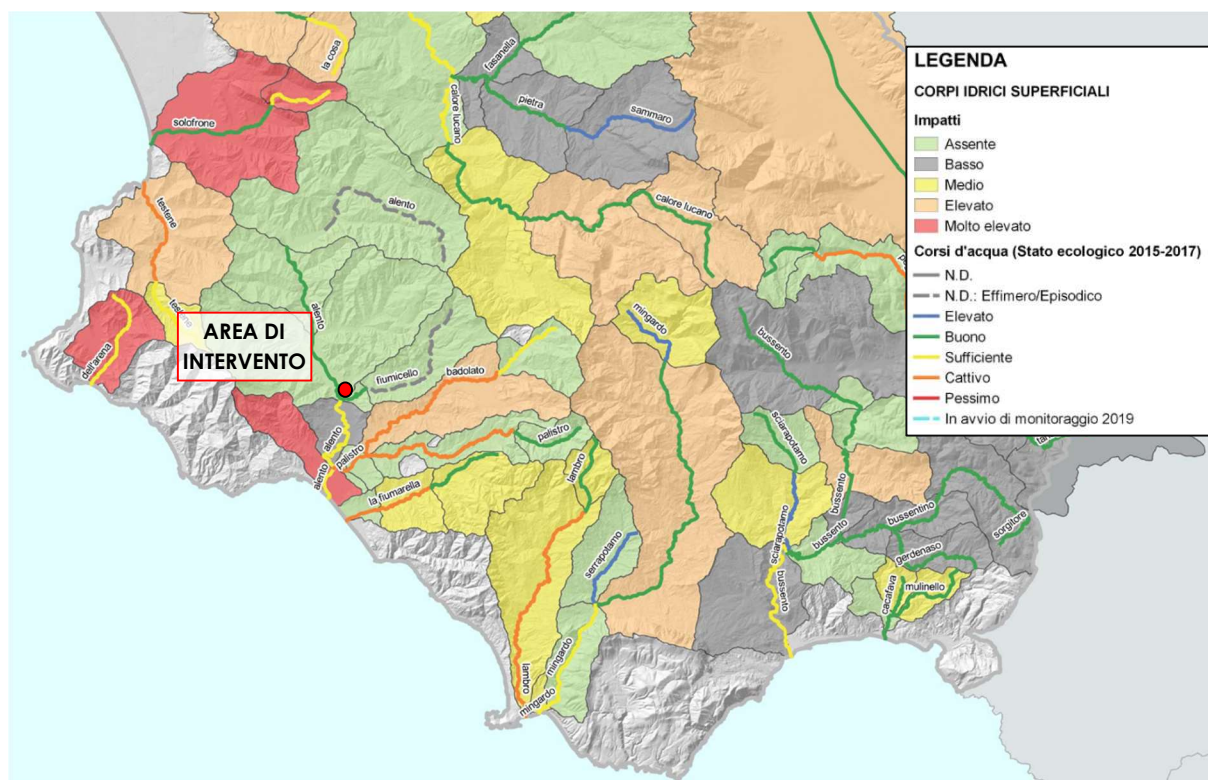 LEGENDA
CORPI IDRICI SUPERFICIALI
Impatti
Assente
Basso
Medio
Elevato
Molto elevato
Corsi d'acqua (Stato ecologico 2015-2017)
N.D.
N.D.: Effimero/Episodico
Elevato
Buono
Sufficiente
Cattivo
Pessimo
In avvio di monitoraggio 2019
la cosa
fasanella
calore lucano
pietra
sammaro
solofrone
alento
calore lucano
testene
testene
alento
mingardo
bussento
dell'arena
AREA DI
INTERVENTO
fiumicello
badolato
alento
palistro
palistro
sciarapotamo
lambro
bussento
alento
la fiumarella
bussentino
sorgitore
bussento
sciarapotamo
gerdenaso
serrapotamo
mulinello
cacafava
bussento
mingardo
lambro
mingardo